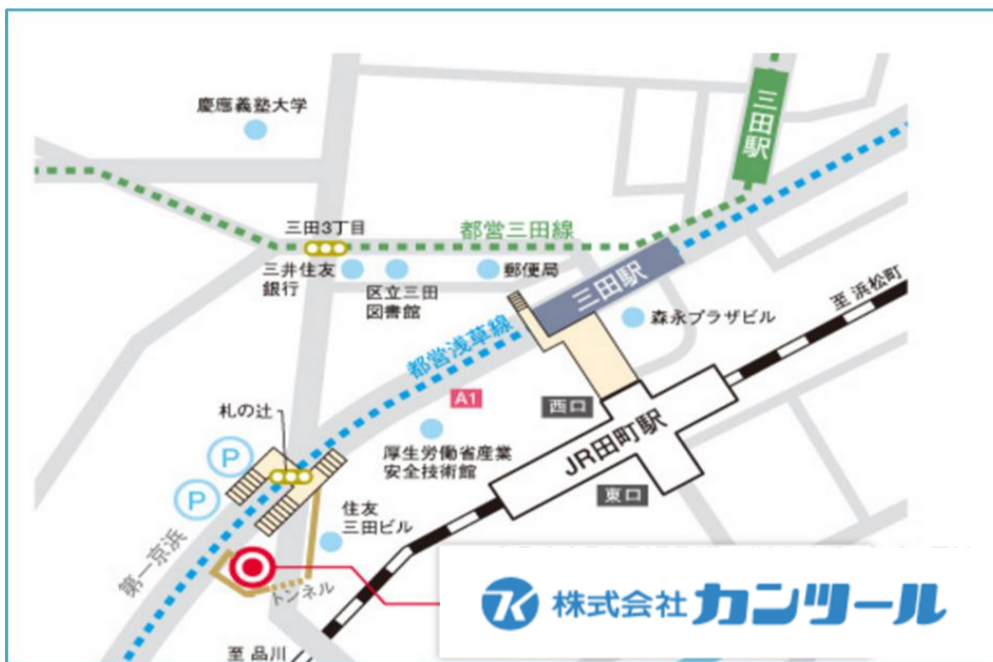 慶應義塾大学
三田駅
三田3丁目
都営三田線
三井住友
銀行
区立三田
図書館
郵便局
三田駅
至 浜松町
森永プラザビル
都営浅草線
A1
西口
札の辻
JR田町駅
P
厚生労働省産業
安全技術館
東口
P
住友
三田ビル
第一京浜
トンネル
株式会社カンツール
至 品川